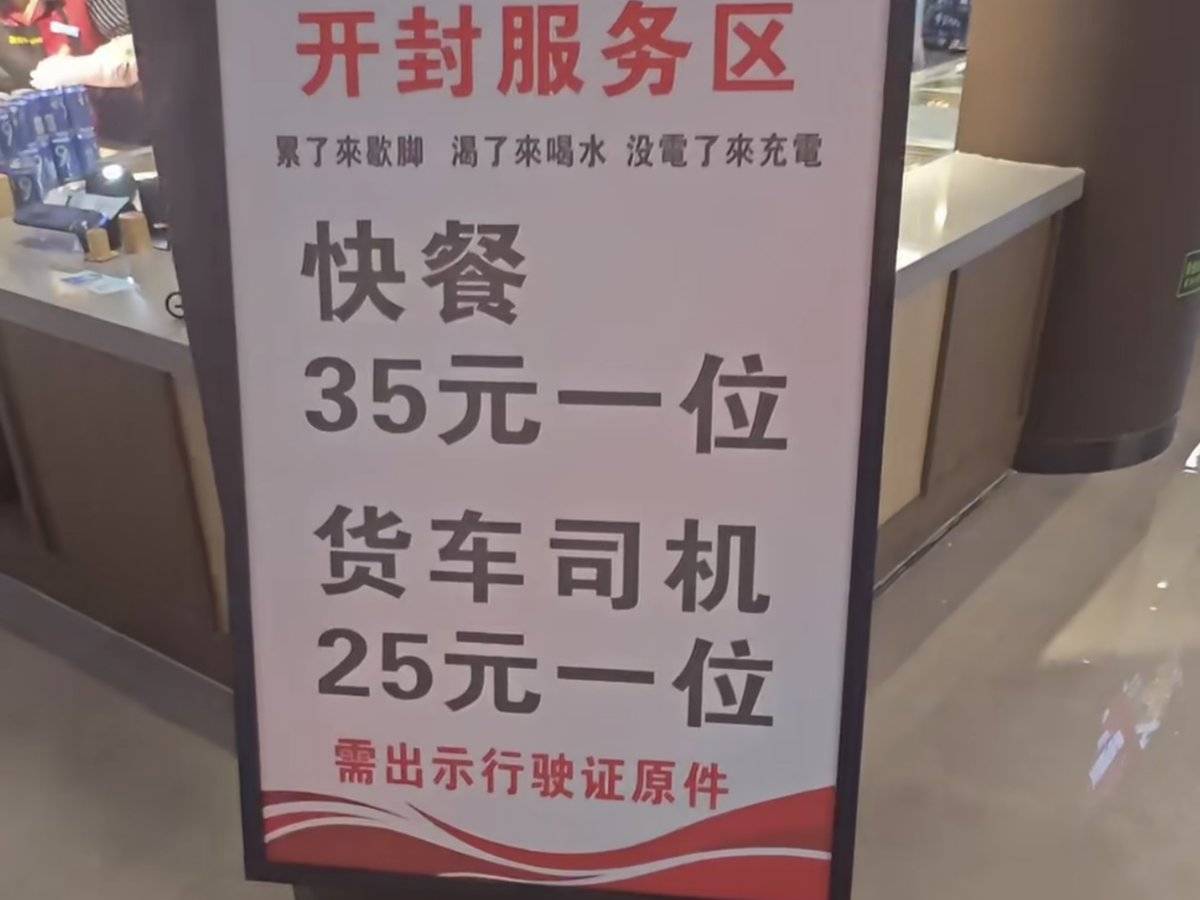 开封服务区
累了來歇脚 渴了來喝水 没電了來充電
快餐
35元一位
货车司机
25元一位
需出示行驶证原件